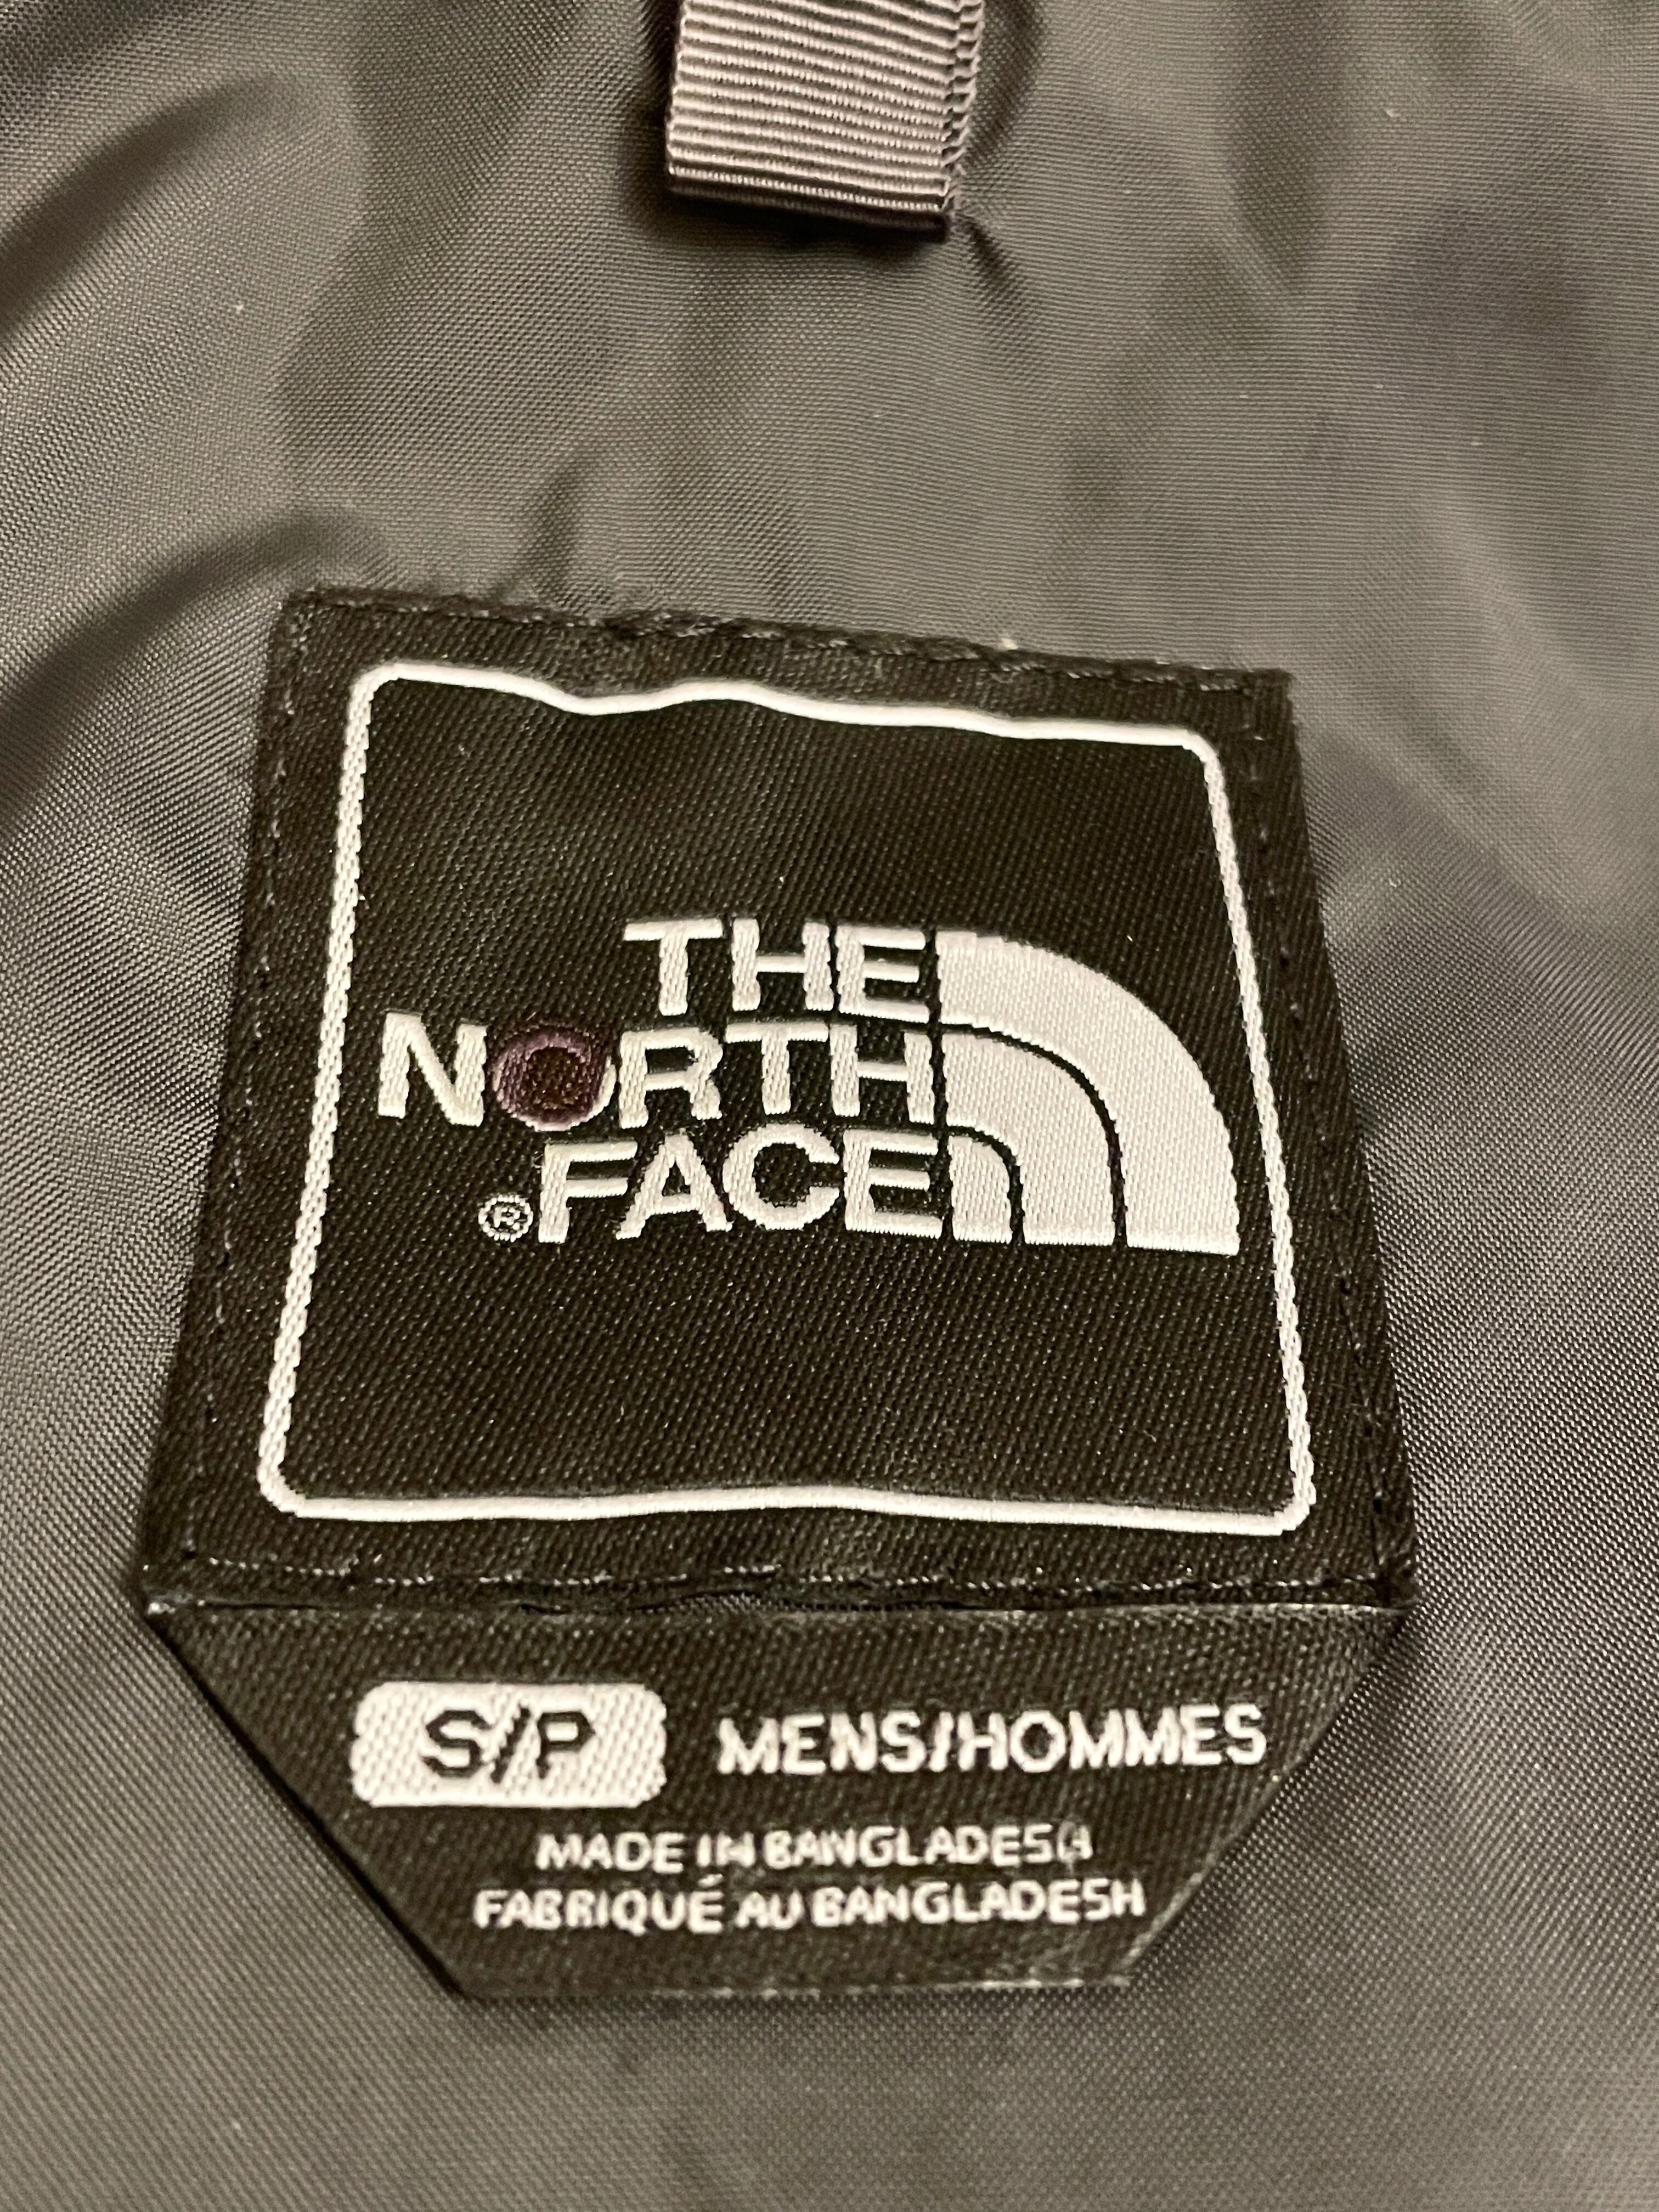 THE
NORTH
FACE
®
S/P MENS/HOMMES
MADE IN BANGLADESH
FABRIQUÉ AU BANGLADESH